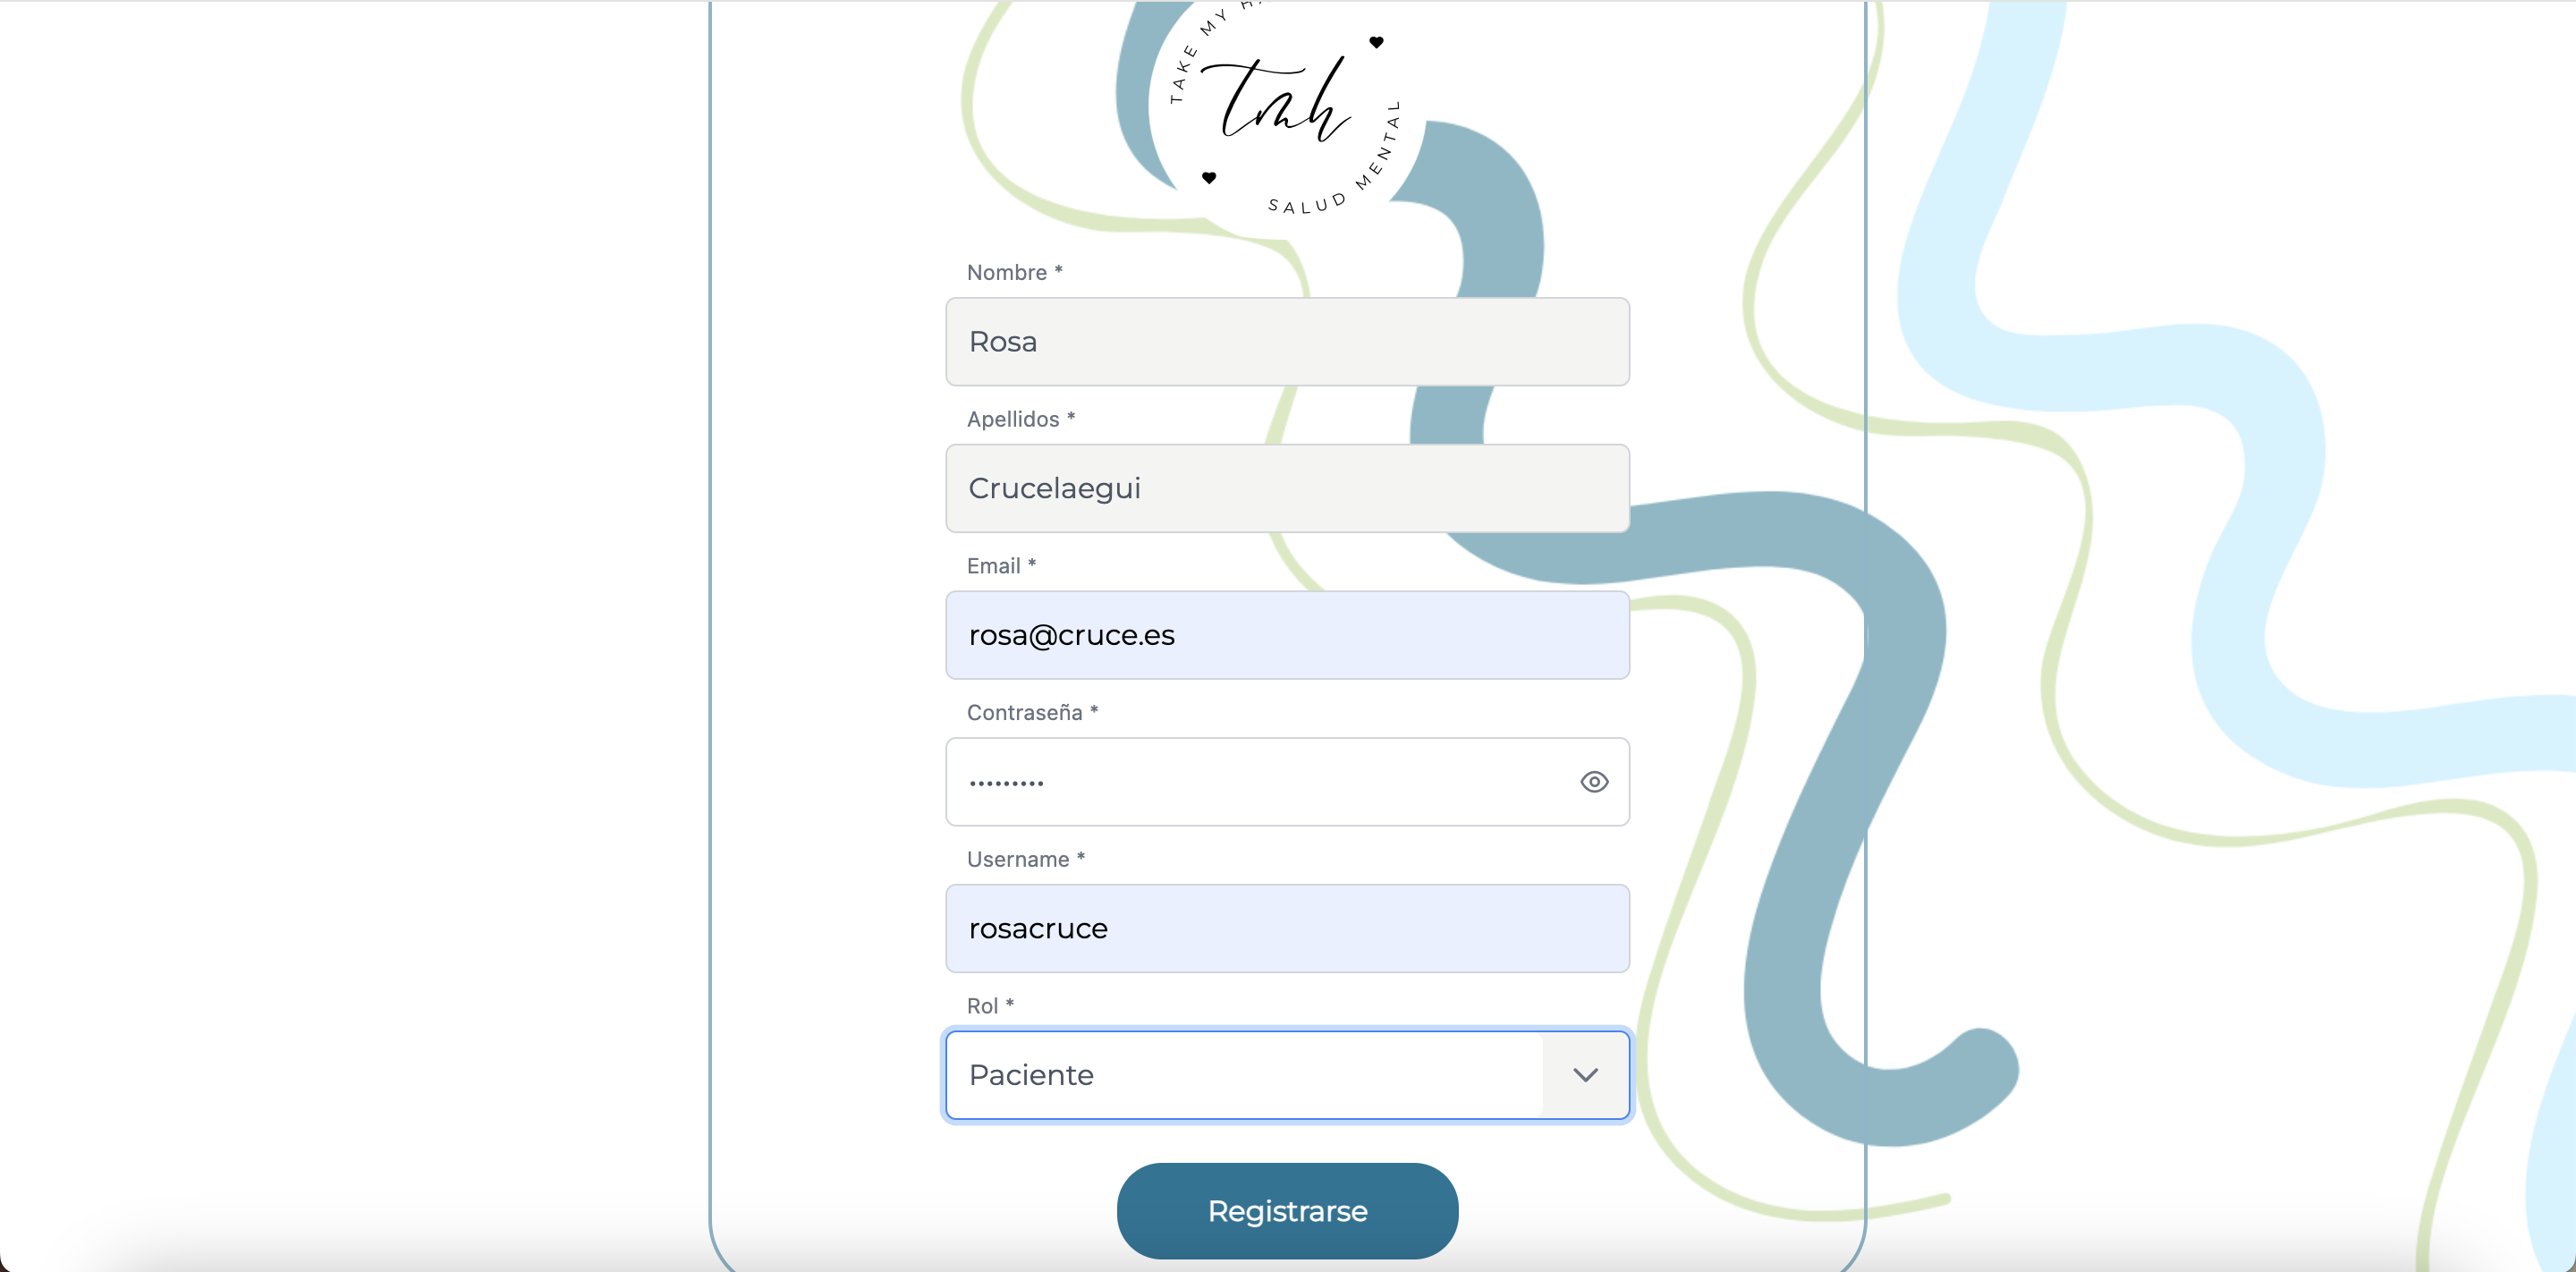 TAKE MY
tmh
SALUD MENTAL
Nombre *
Rosa
Apellidos *
Crucelaegui
Email *
rosa@cruce.es
Contraseña *
•••••••••
Username *
rosacruce
Rol *
Paciente
Registrarse